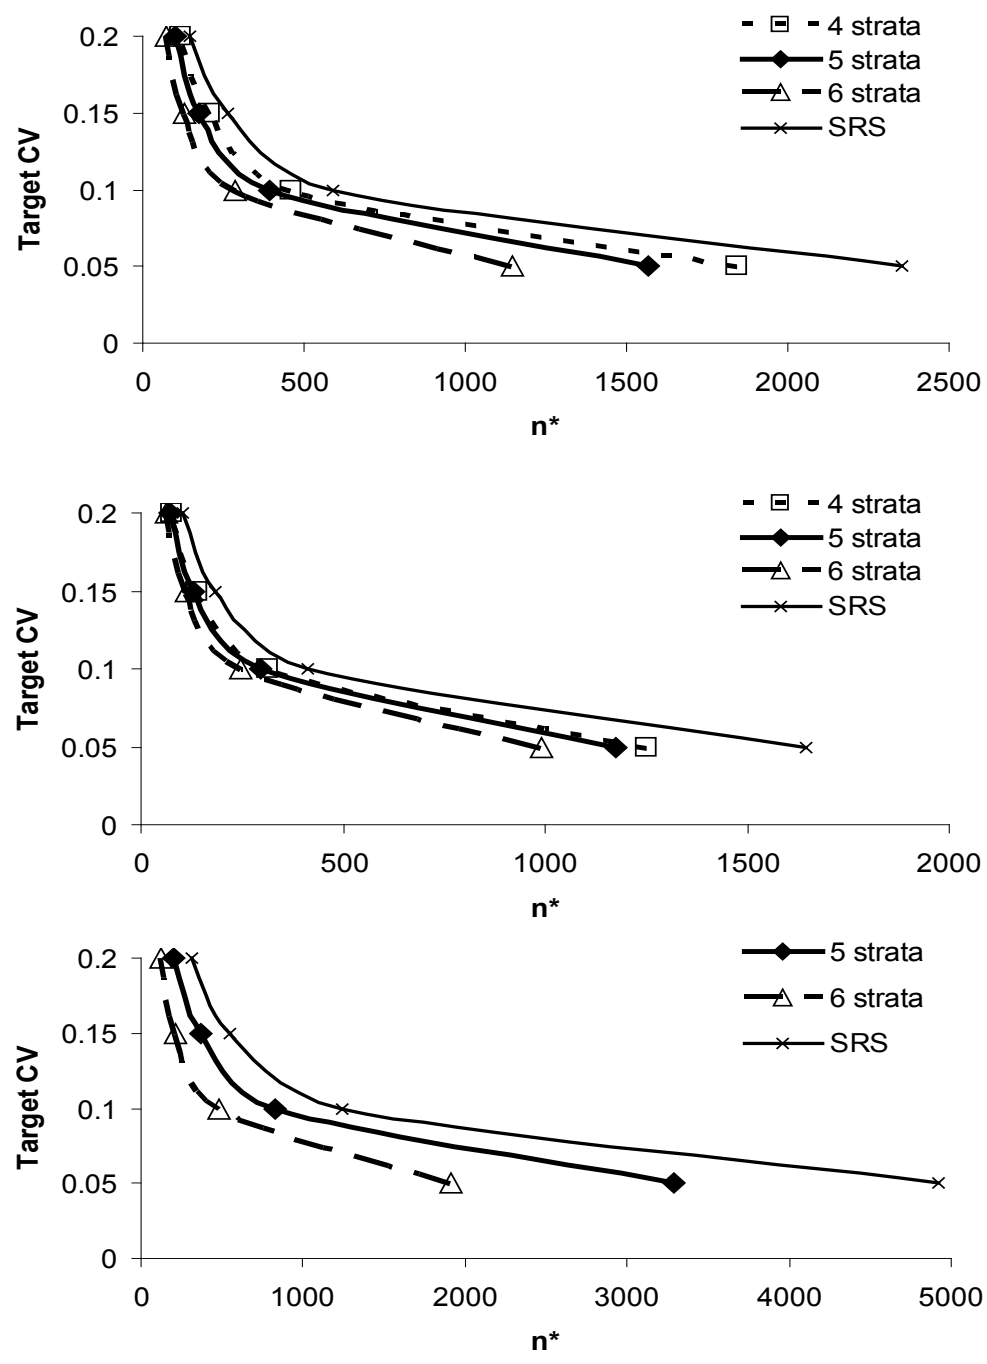 4 strata
5 strata
6 strata
SRS
Target CV
0.2
0.15
0.1
0.05
0
0 500 1000 1500 2000 2500
n*
4 strata
5 strata
6 strata
SRS
Target CV
0.2
0.15
0.1
0.05
0
0 500 1000 1500 2000
n*
5 strata
6 strata
SRS
Target CV
0.2
0.15
0.1
0.05
0
0 1000 2000 3000 4000 5000
n*